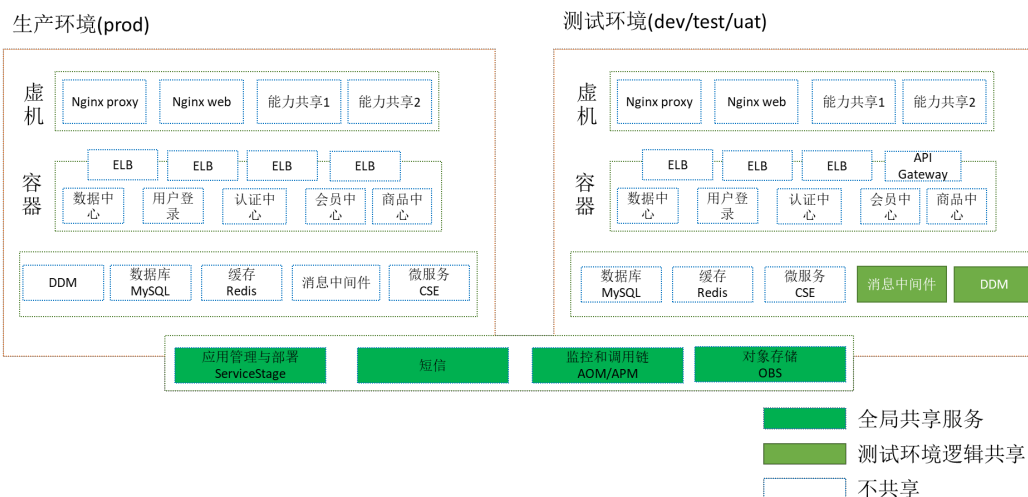 生产环境(prod)
测试环境(dev/test/uat)
虚
机
Nginx proxy
Nginx web
能力共享1
能力共享2
ELB
ELB
ELB
ELB
容
器
数据中
心
用户登
录
认证中
心
会员中
心
商品中
心
DDM
数据库
MySQL
缓存
Redis
消息中间件
微服务
CSE
虚
机
Nginx proxy
Nginx web
能力共享1
能力共享2
ELB
ELB
ELB
API
Gateway
容
器
数据中
心
用户登
录
认证中
心
会员中
心
商品中
心
数据库
MySQL
缓存
Redis
微服务
CSE
消息中间件
DDM
应用管理与部署
ServiceStage
短信
监控和调用链
AOM/APM
对象存储
OBS
全局共享服务
测试环境逻辑共享
不共享